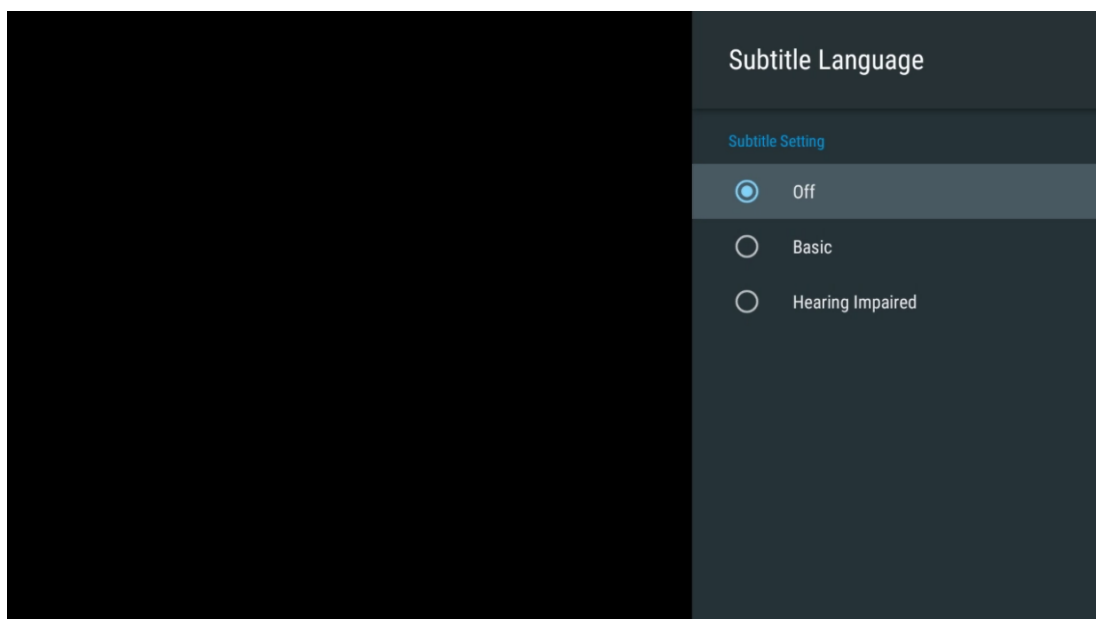 Subtitle Language
Subtitle Setting
Off
Basic
Hearing Impaired